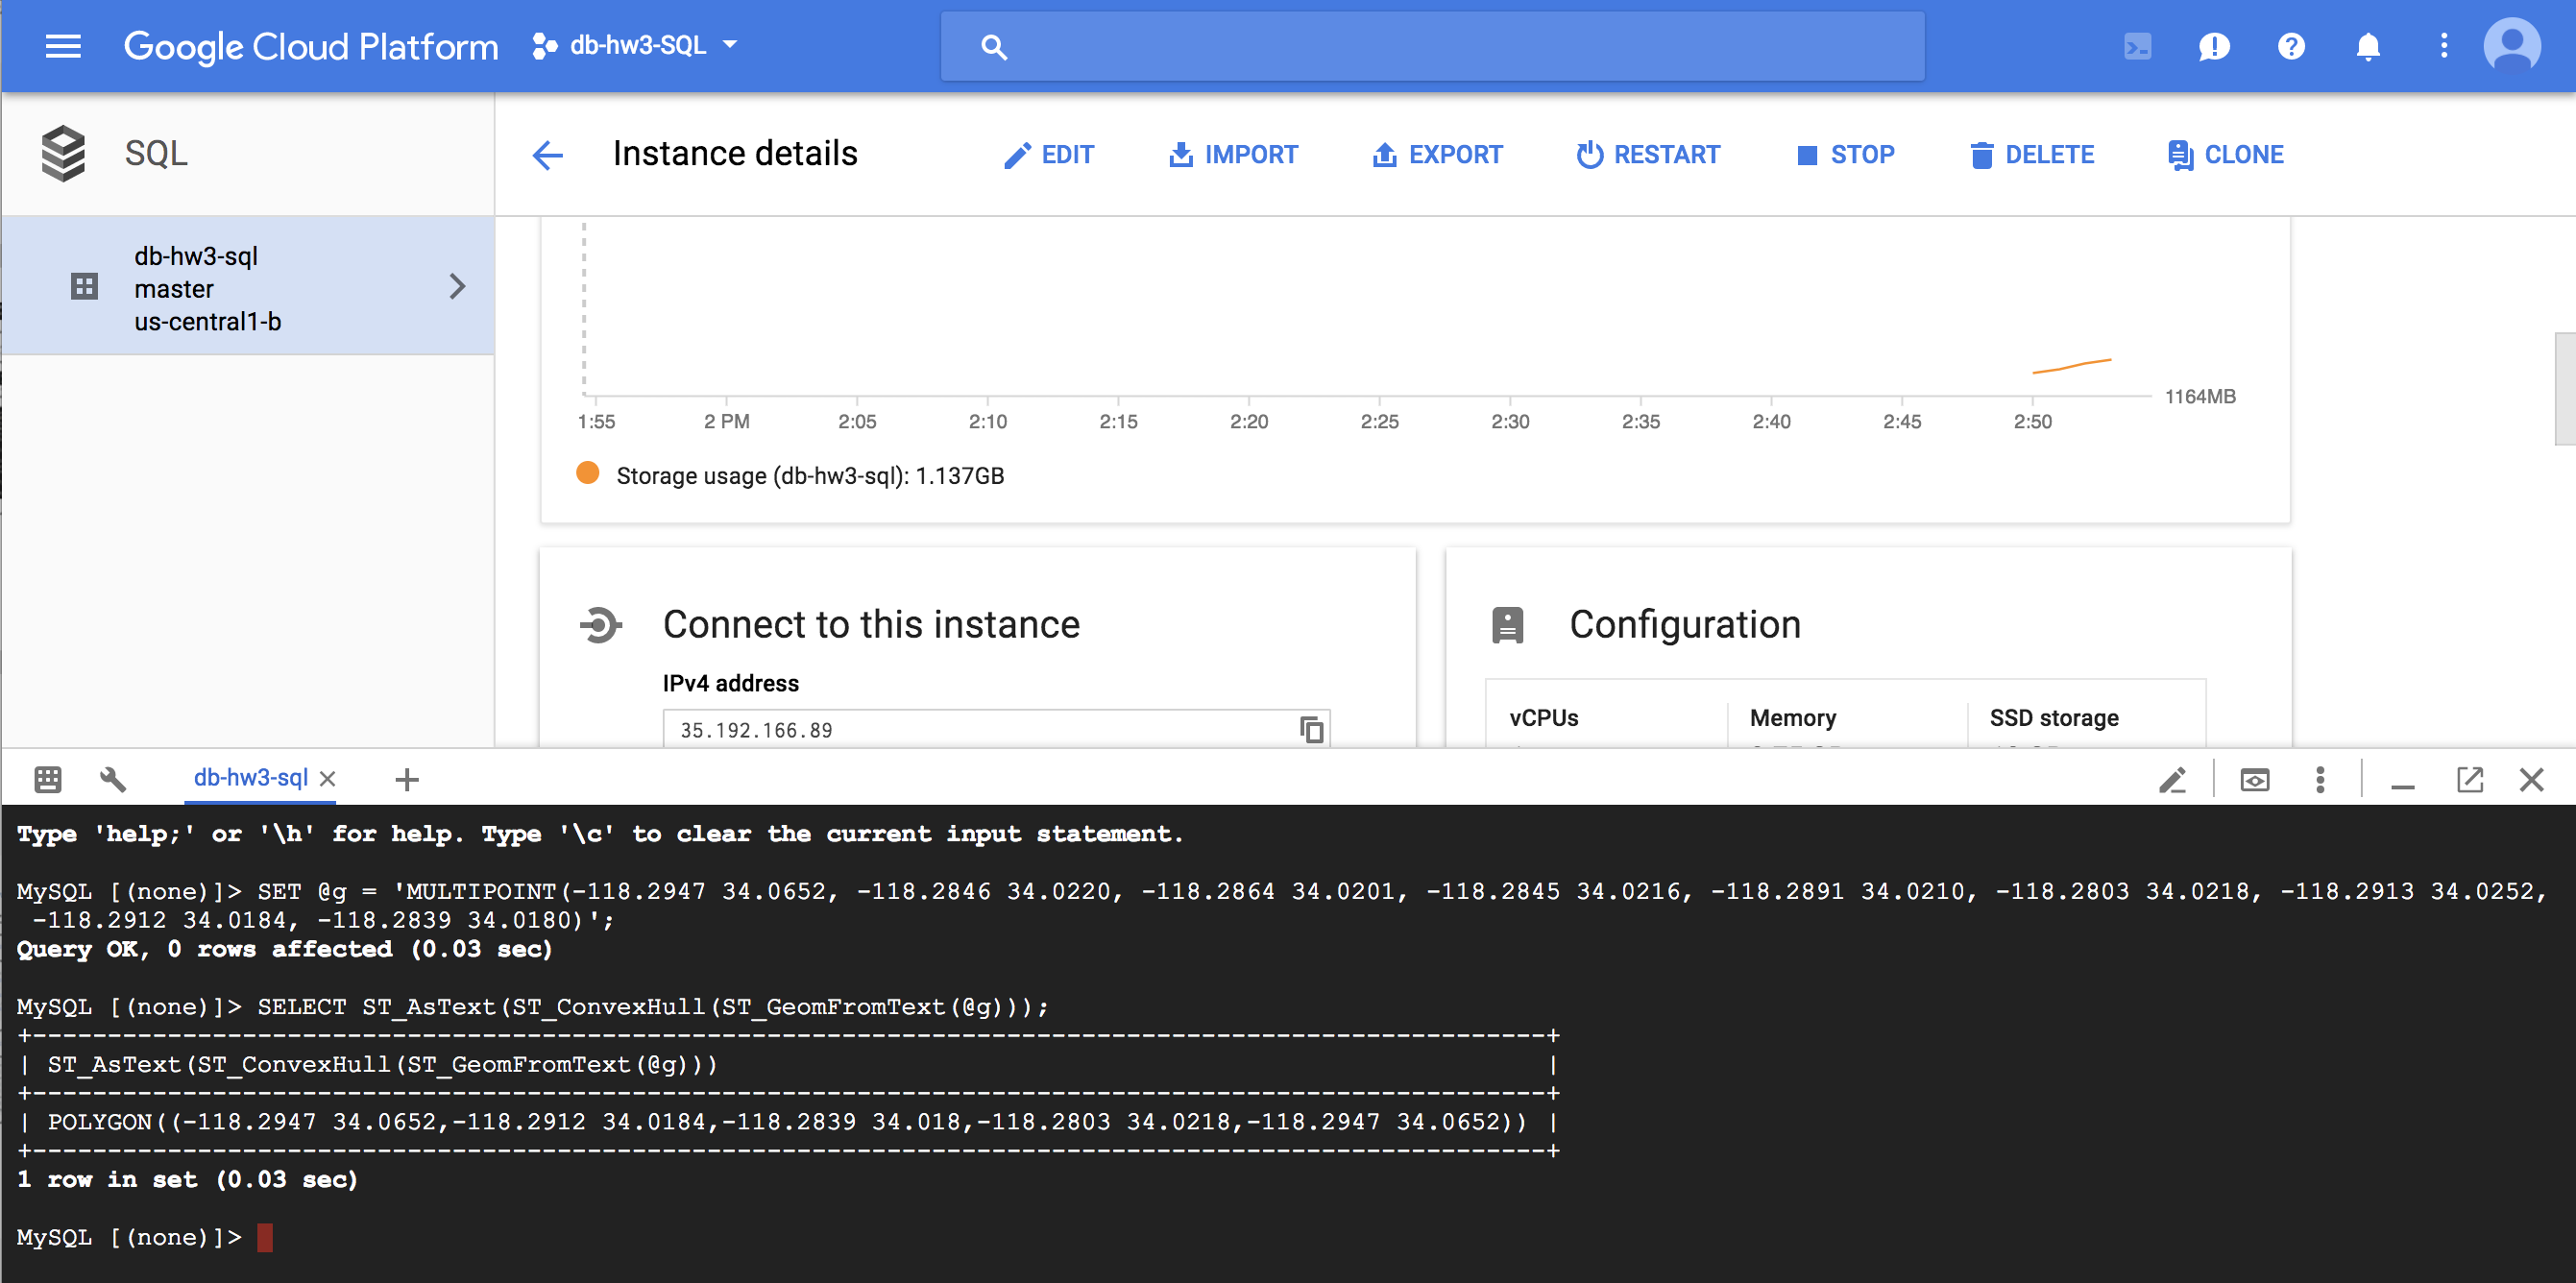 Google Cloud Platform db-hw3-SQL
SQL
Instance details EDIT IMPORT EXPORT RESTART STOP DELETE CLONE
db-hw3-sql
master
us-central1-b
1164MB
1:55 2 PM 2:05 2:10 2:15 2:20 2:25 2:30 2:35 2:40 2:45 2:50
Storage usage (db-hw3-sql): 1.137GB
Connect to this instance
IPv4 address
35.192.166.89
Configuration
vCPUs Memory SSD storage
db-hw3-sql
Type 'help;' or '\h' for help. Type '\c' to clear the current input statement.
MySQL [(none)]> SET @g = 'MULTIPOINT(-118.2947 34.0652, -118.2846 34.0220, -118.2864 34.0201, -118.2845 34.0216, -118.2891 34.0210, -118.2803 34.0218, -118.2913 34.0252,
-118.2912 34.0184, -118.2839 34.0180)';
Query OK, 0 rows affected (0.03 sec)
MySQL [(none)]> SELECT ST_AsText(ST_ConvexHull(ST_GeomFromText(@g)));
+-----------------------------------------------------------------------------------------------------+
| ST_AsText(ST_ConvexHull(ST_GeomFromText(@g))) |
+-----------------------------------------------------------------------------------------------------+
| POLYGON((-118.2947 34.0652,-118.2912 34.0184,-118.2839 34.018,-118.2803 34.0218,-118.2947 34.0652)) |
+-----------------------------------------------------------------------------------------------------+
1 row in set (0.03 sec)
MySQL [(none)]>